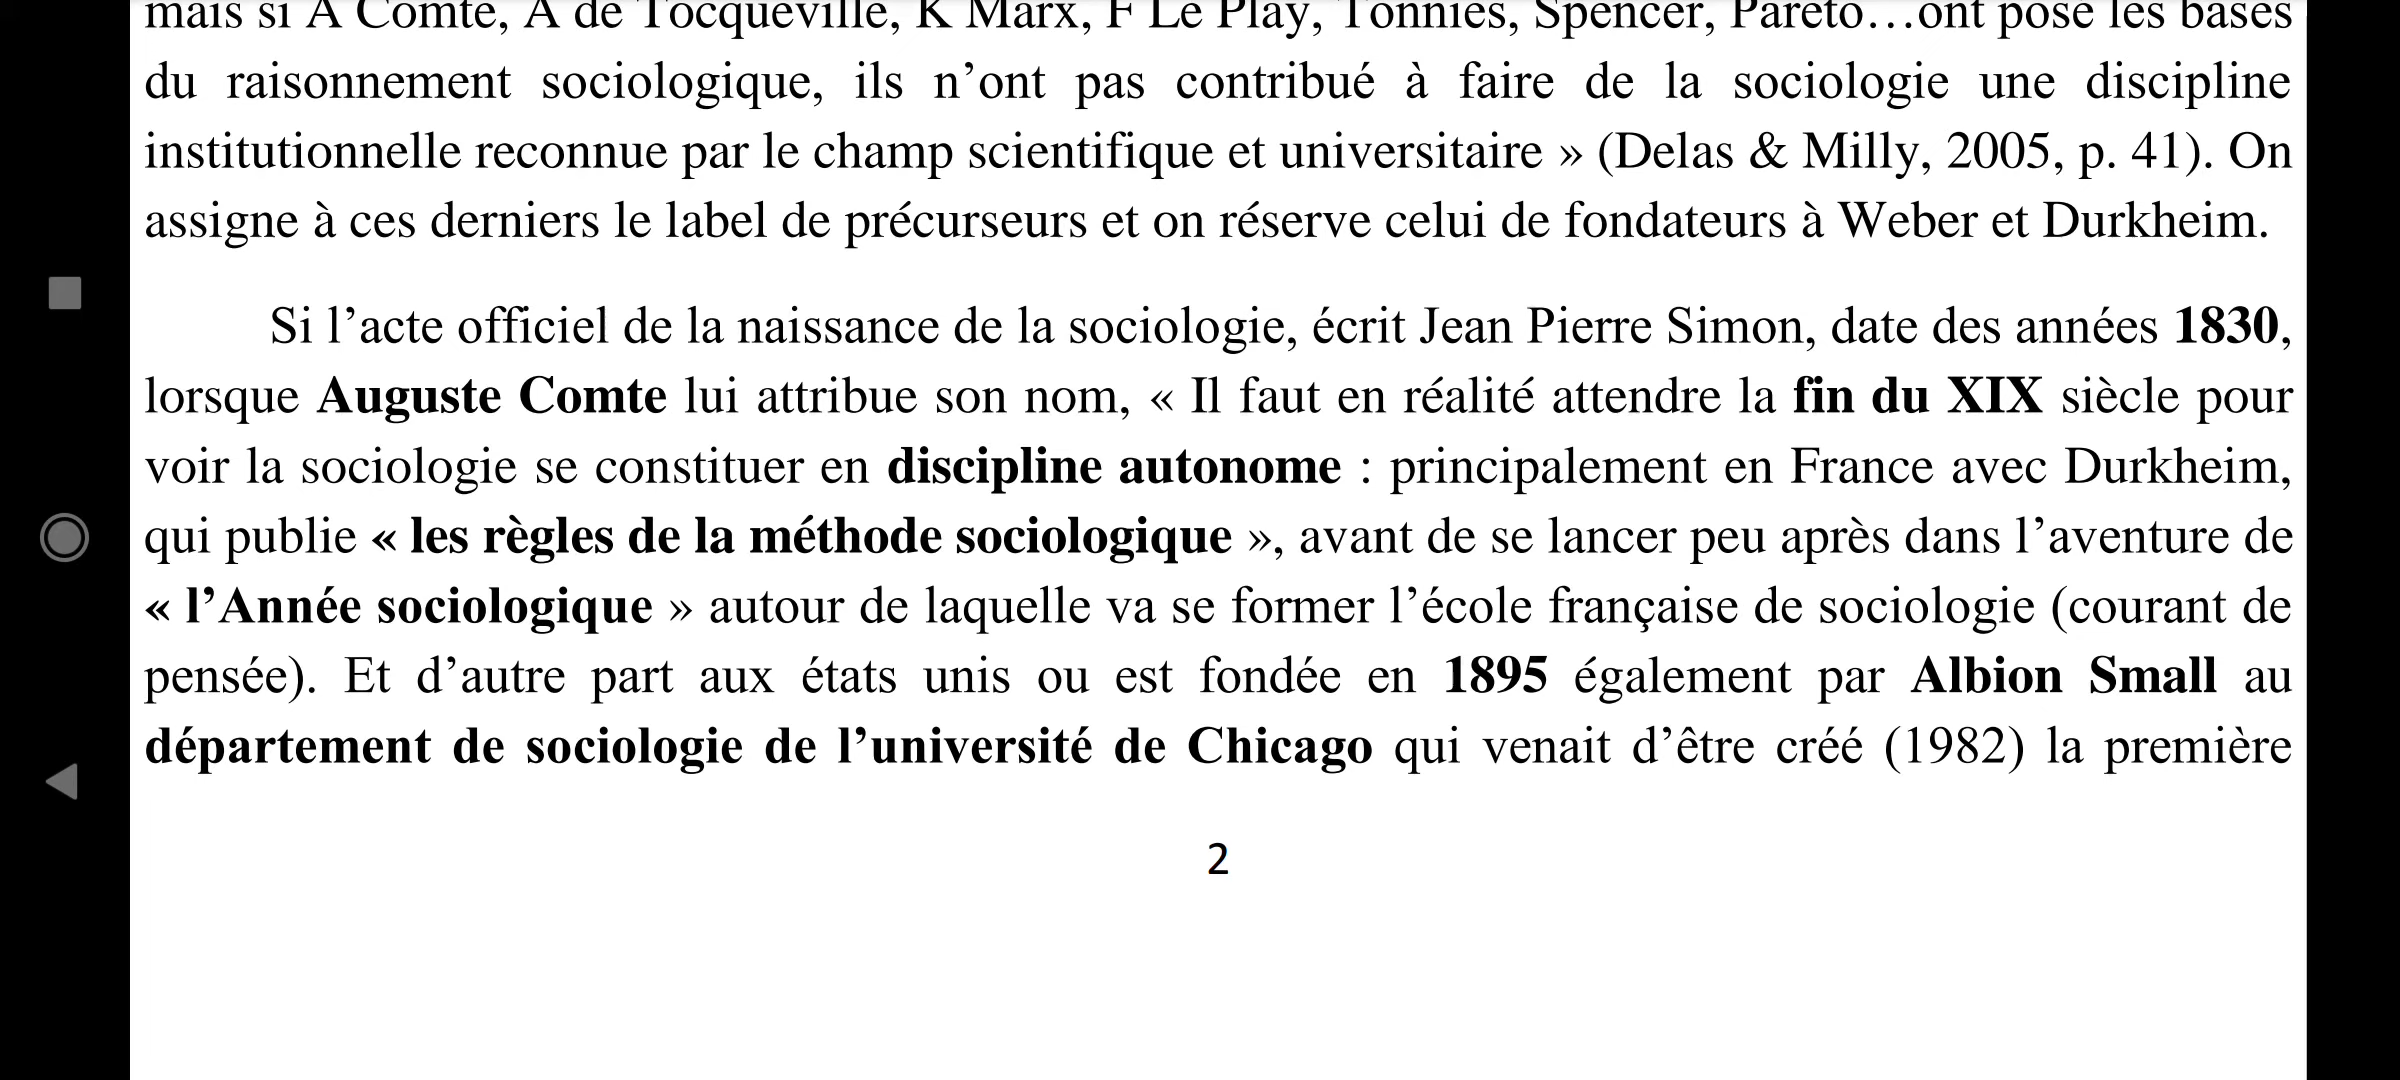 mais si A Comte, A de Tocqueville, K Marx, F Le Play, Tonnies, Spencer, Pareto…ont posé les bases
du raisonnement sociologique, ils n’ont pas contribué à faire de la sociologie une discipline
institutionnelle reconnue par le champ scientifique et universitaire » (Delas & Milly, 2005, p. 41). On
assigne à ces derniers le label de précurseurs et on réserve celui de fondateurs à Weber et Durkheim.
Si l’acte officiel de la naissance de la sociologie, écrit Jean Pierre Simon, date des années 1830,
lorsque Auguste Comte lui attribue son nom, « Il faut en réalité attendre la fin du XIX siècle pour
voir la sociologie se constituer en discipline autonome : principalement en France avec Durkheim,
qui publie « les règles de la méthode sociologique », avant de se lancer peu après dans l’aventure de
« l’Année sociologique » autour de laquelle va se former l’école française de sociologie (courant de
pensée). Et d’autre part aux états unis ou est fondée en 1895 également par Albion Small au
département de sociologie de l’université de Chicago qui venait d’être créé (1982) la première
2